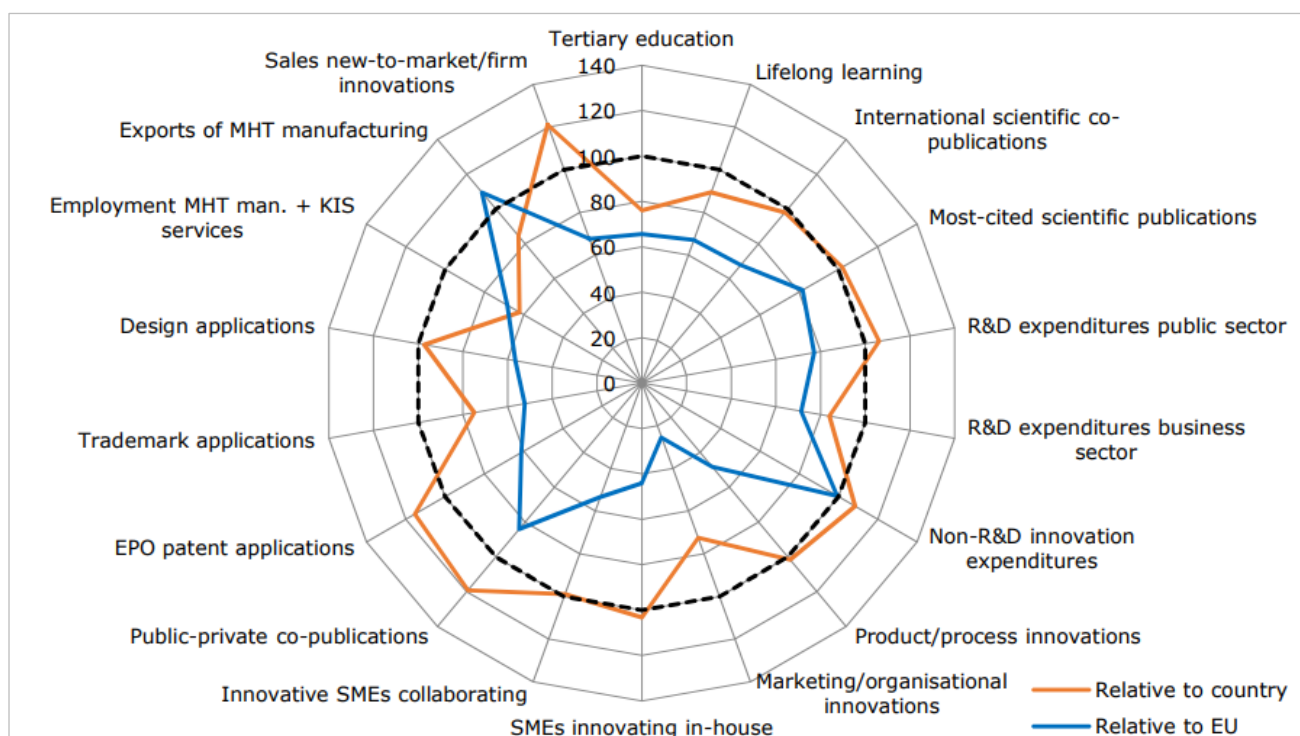 Tertiary education
Sales new-to-market/firm
innovations
Lifelong learning
Exports of MHT manufacturing
International scientific co-
publications
Employment MHT man. + KIS
services
Most-cited scientific publications
Design applications
R&D expenditures public sector
Trademark applications
R&D expenditures business
sector
EPO patent applications
Non-R&D innovation
expenditures
Public-private co-publications
Product/process innovations
Innovative SMEs collaborating
Marketing/organisational
innovations
SMEs innovating in-house
140
120
100
80
60
40
20
0
Relative to country
Relative to EU